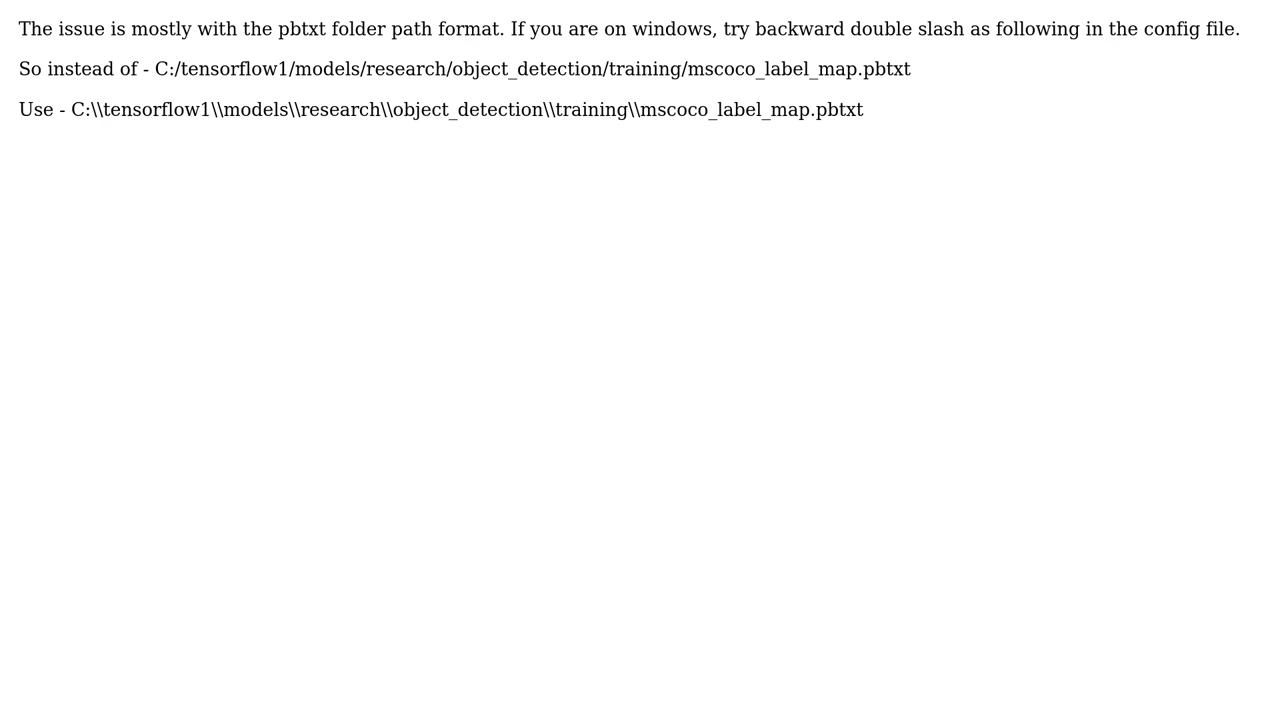 The issue is mostly with the pbtxt folder path format. If you are on windows, try backward double slash as following in the config file.
So instead of - C:/tensorflow1/models/research/object_detection/training/mscoco_label_map.pbtxt
Use - C:\\tensorflow1\\models\\research\\object_detection\\training\\mscoco_label_map.pbtxt